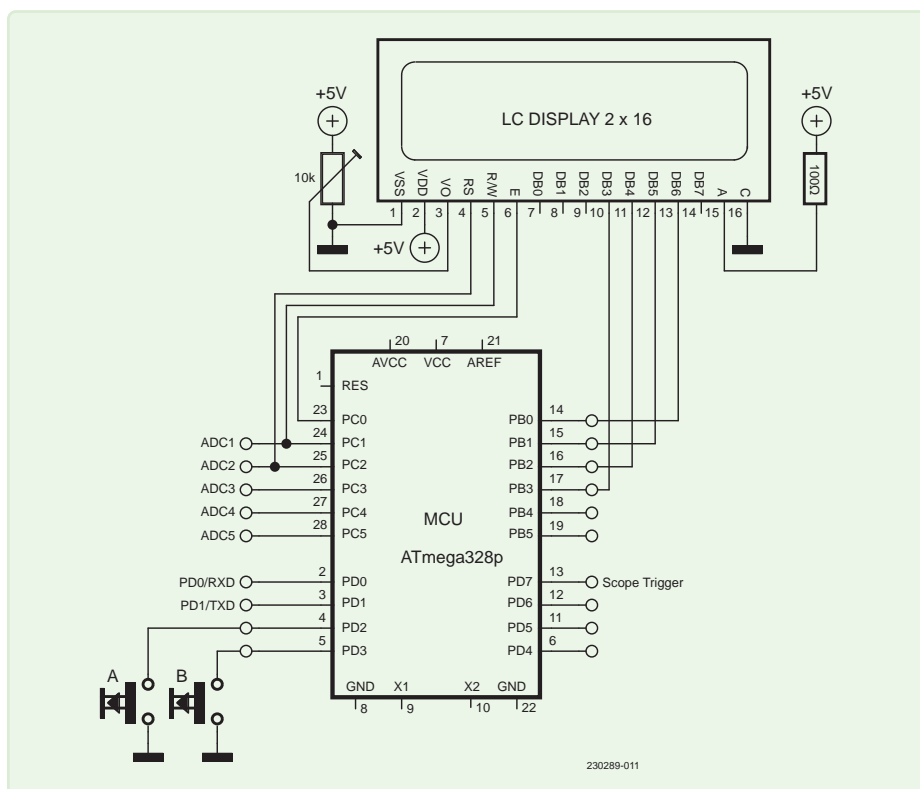 +5V
+5V
LC DISPLAY 2 x 16
10k
100Ω
VSS VDD VO RS R/W E DB0 DB1 DB2 DB3 DB4 DB5 DB6 DB7 A C
1 2 3 4 5 6 7 8 9 10 11 12 13 14 15 16
+5V
20 7 21
AVCC VCC AREF
1 RES
23 PC0 PB0 14
ADC1 24 PC1 PB1 15
ADC2 25 PC2 PB2 16
ADC3 26 PC3 PB3 17
ADC4 27 PC4 PB4 18
ADC5 28 PC5 PB5 19
MCU
ATmega328p
PD0/RXD 2 PD0 PD7 13 Scope Trigger
PD1/TXD 3 PD1 PD6 12
4 PD2 PD5 11
5 PD3 PD4 6
A B
GND X1 X2 GND
8 9 10 22
230289-011